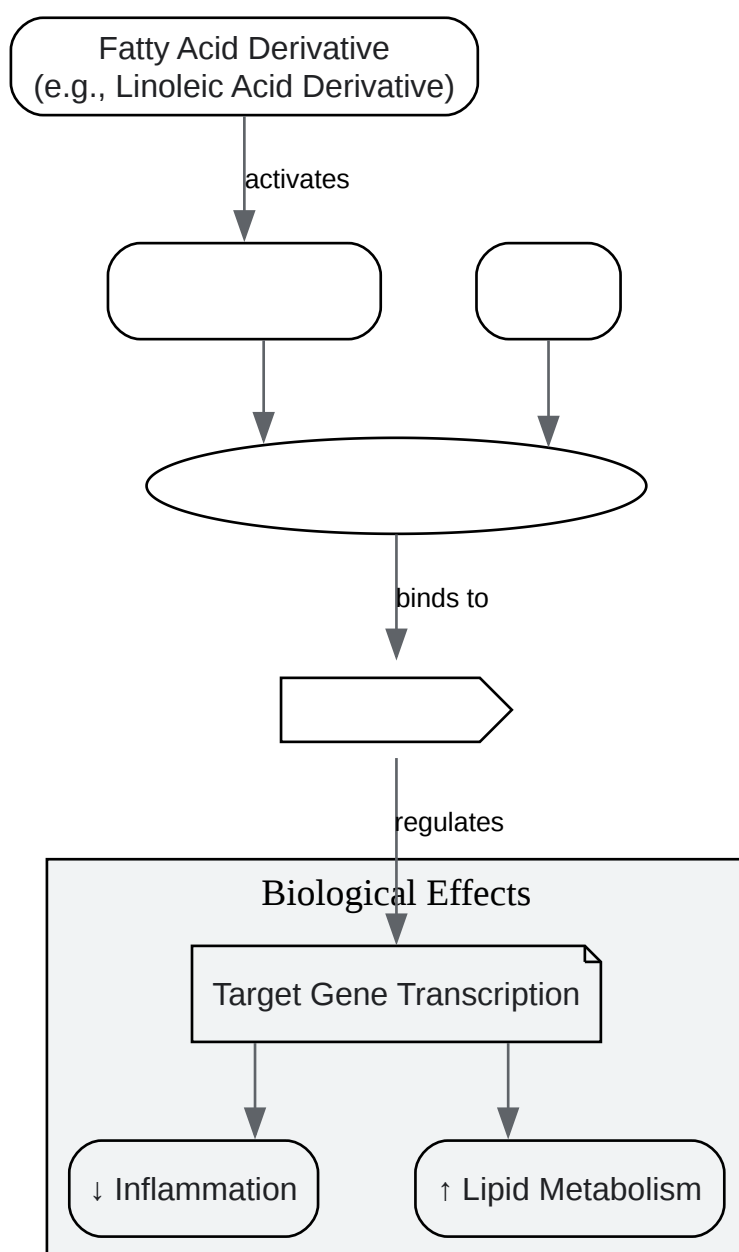 Fatty Acid Derivative
(e.g., Linoleic Acid Derivative)
activates
binds to
regulates
Biological Effects
Target Gene Transcription
↓ Inflammation
↑ Lipid Metabolism